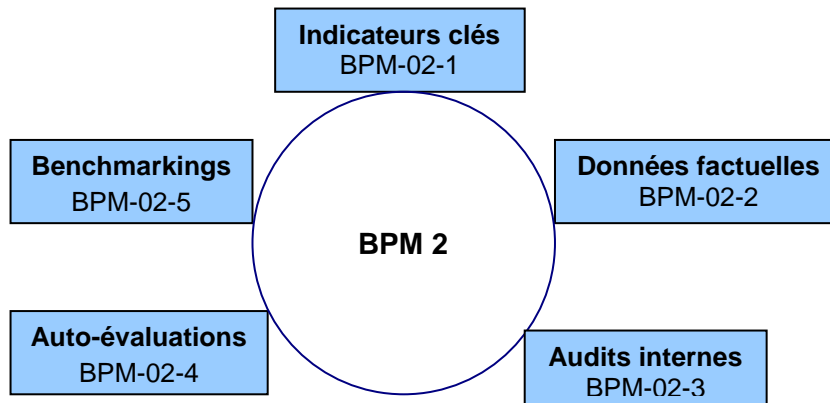 Indicateurs clés
BPM-02-1
Benchmarkings
BPM-02-5
Données factuelles
BPM-02-2
BPM 2
Auto-évaluations
BPM-02-4
Audits internes
BPM-02-3